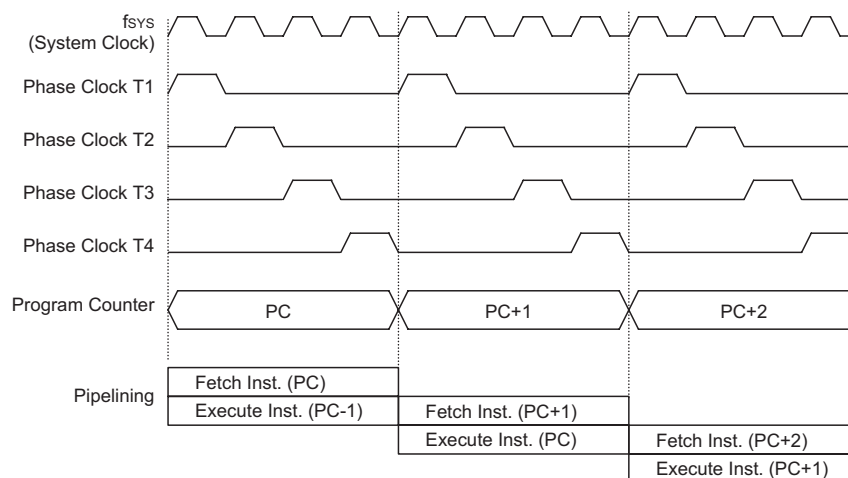 fSYS
(System Clock)
Phase Clock T1
Phase Clock T2
Phase Clock T3
Phase Clock T4
Program Counter
PC
PC+1
PC+2
Pipelining
Fetch Inst. (PC)
Execute Inst. (PC-1)
Fetch Inst. (PC+1)
Execute Inst. (PC)
Fetch Inst. (PC+2)
Execute Inst. (PC+1)